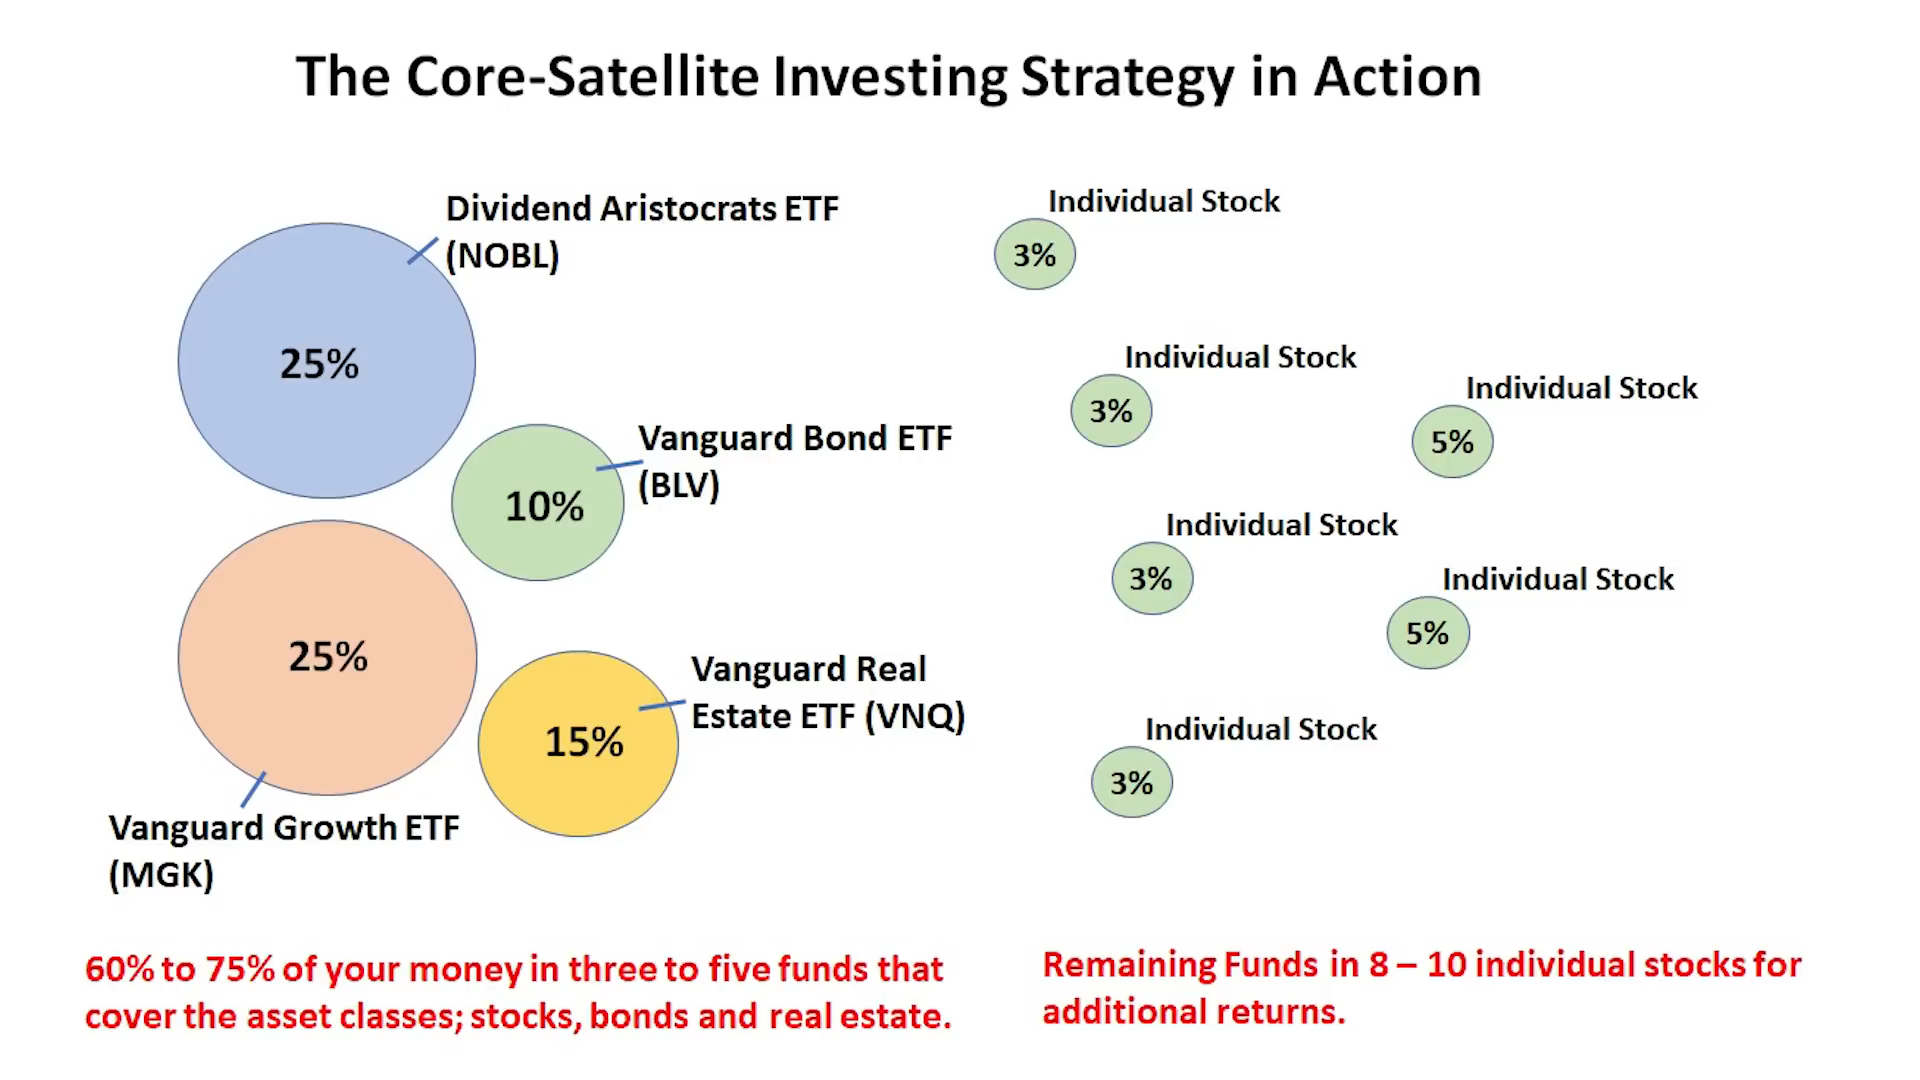 The Core-Satellite Investing Strategy in Action
Dividend Aristocrats ETF
(NOBL)
25%
Vanguard Bond ETF
(BLV)
10%
25%
Vanguard Real
Estate ETF (VNQ)
15%
Vanguard Growth ETF
(MGK)
Individual Stock
3%
Individual Stock
3%
Individual Stock
5%
Individual Stock
3%
Individual Stock
5%
Individual Stock
3%
60% to 75% of your money in three to five funds that
cover the asset classes; stocks, bonds and real estate.
Remaining Funds in 8 – 10 individual stocks for
additional returns.